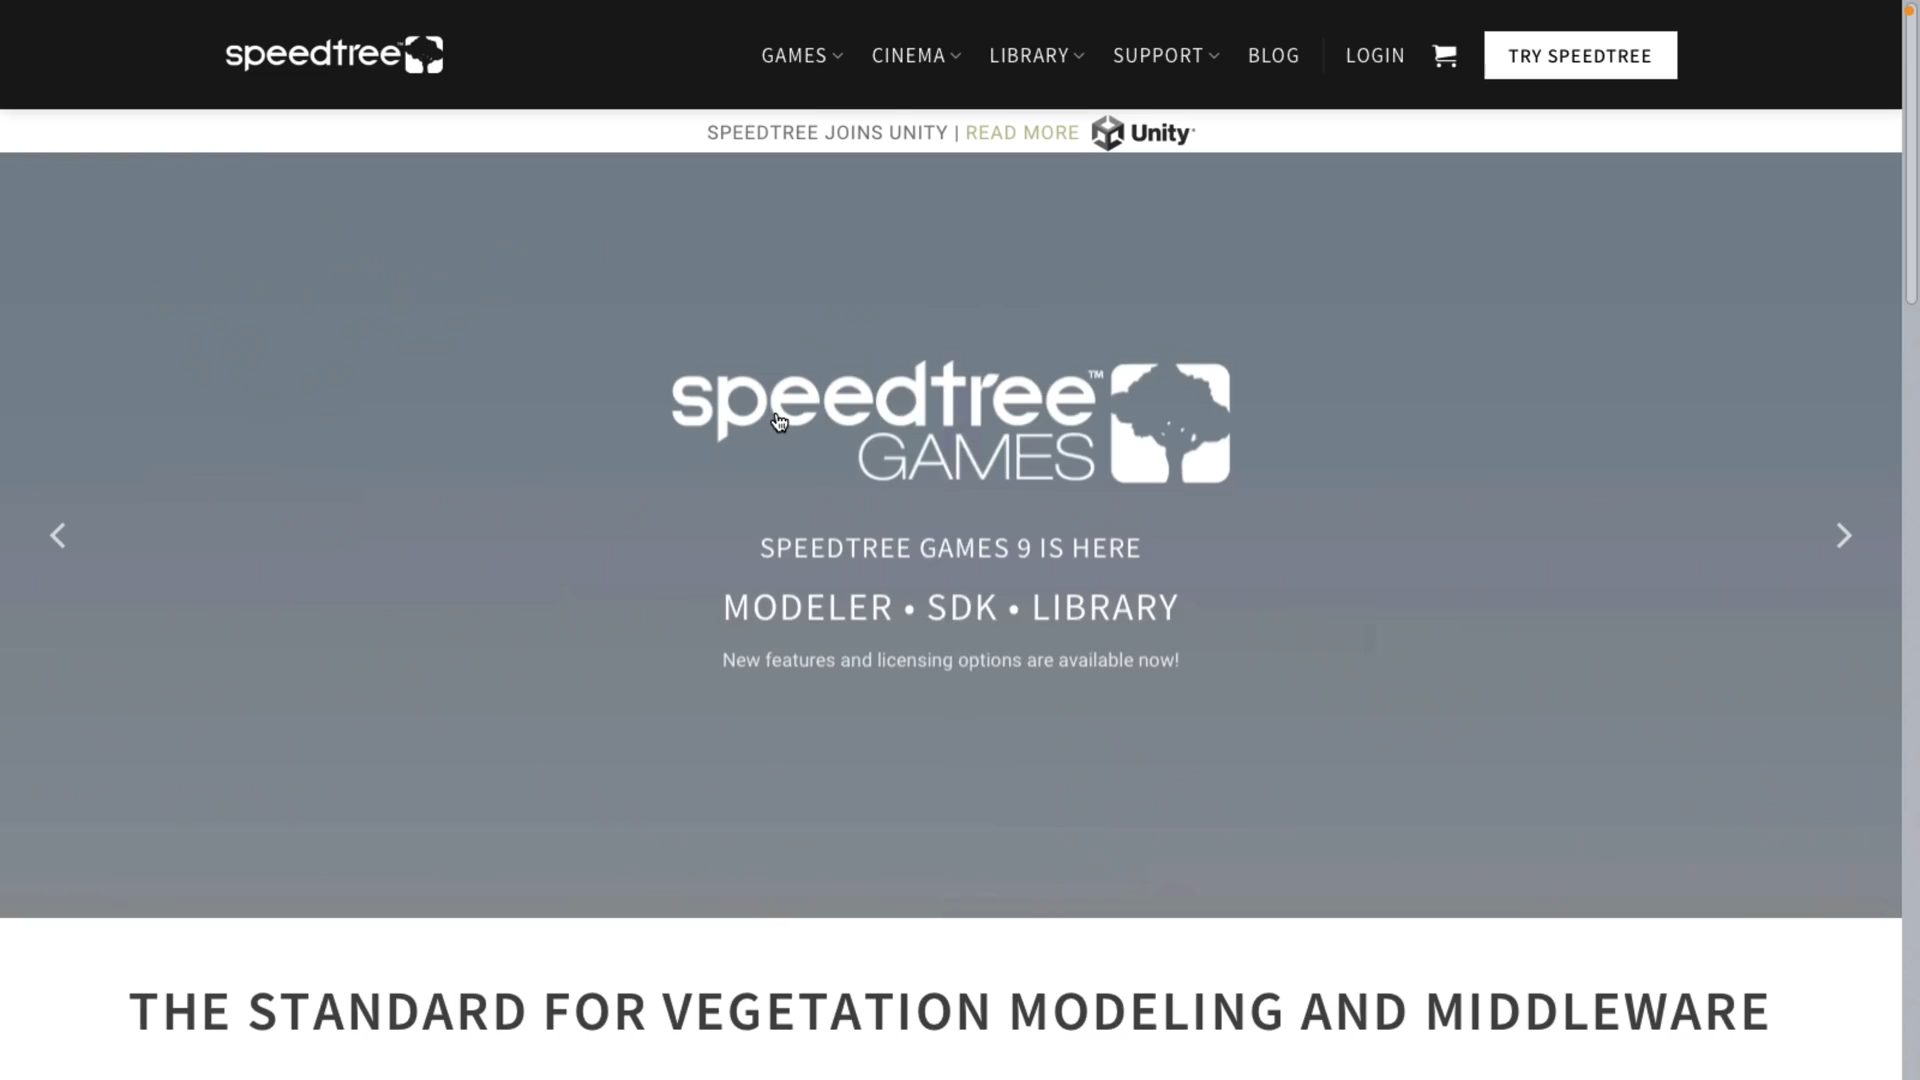 speedtree
GAMES CINEMA LIBRARY SUPPORT BLOG LOGIN TRY SPEEDTREE
SPEEDTREE JOINS UNITY | READ MORE Unity
speedtree™
GAMES
SPEEDTREE GAMES 9 IS HERE
MODELER • SDK • LIBRARY
New features and licensing options are available now!
THE STANDARD FOR VEGETATION MODELING AND MIDDLEWARE